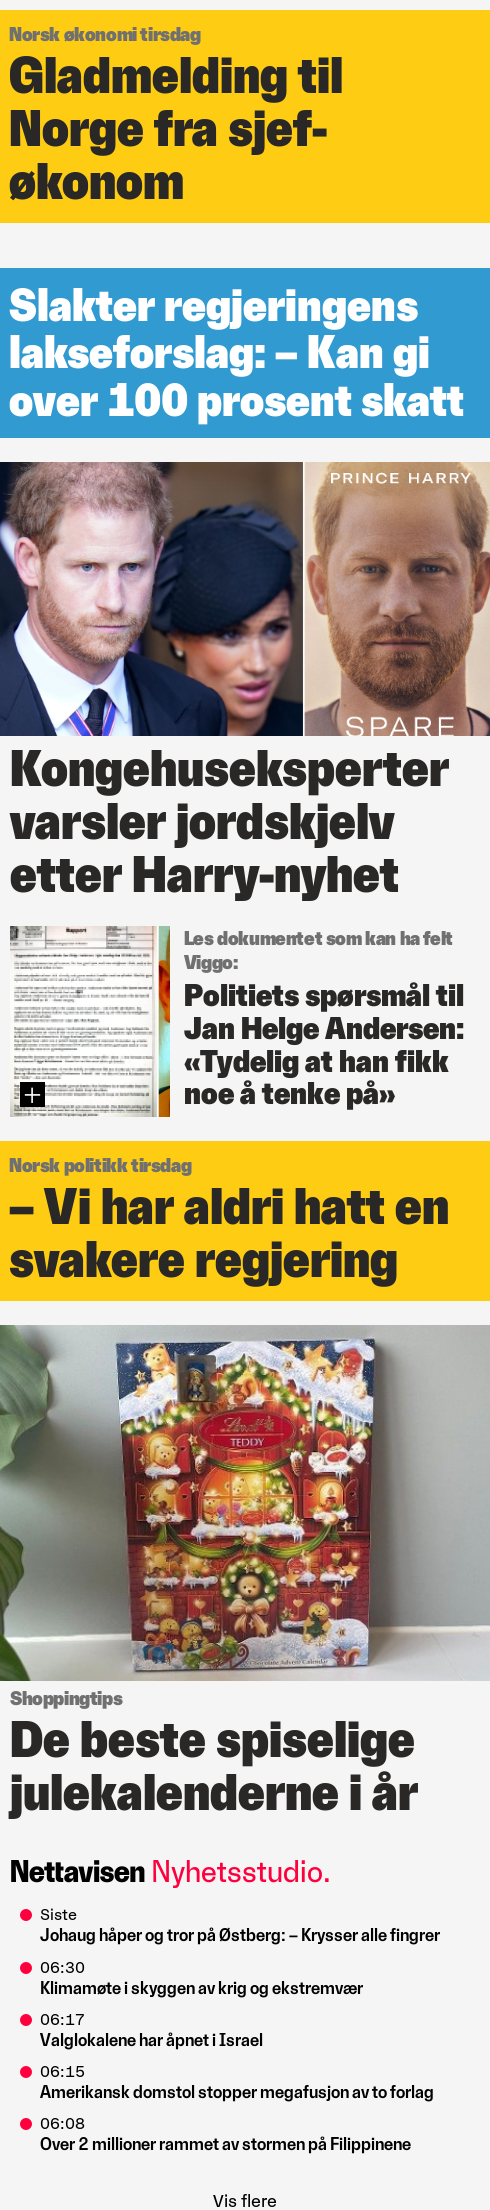 Norsk økonomi tirsdag
Gladmelding til
Norge fra sjef-
økonom
Slakter regjeringens
lakseforslag: – Kan gi
over 100 prosent skatt
PRINCE HARRY
SPARE
Kongehuseksperter
varsler jordskjelv
etter Harry-nyhet
Rapport
Les dokumentet som kan ha felt
Viggo:
Politiets spørsmål til
Jan Helge Andersen:
«Tydelig at han fikk
noe å tenke på»
Norsk politikk tirsdag
– Vi har aldri hatt en
svakere regjering
Lindt
TEDDY
Chocolate Advent Calendar
Shoppingtips
De beste spiselige
julekalenderne i år
Nettavisen Nyhetsstudio.
Siste
Johaug håper og tror på Østberg: – Krysser alle fingrer
06:30
Klimamøte i skyggen av krig og ekstremvær
06:17
Valglokalene har åpnet i Israel
06:15
Amerikansk domstol stopper megafusjon av to forlag
06:08
Over 2 millioner rammet av stormen på Filippinene
Vis flere